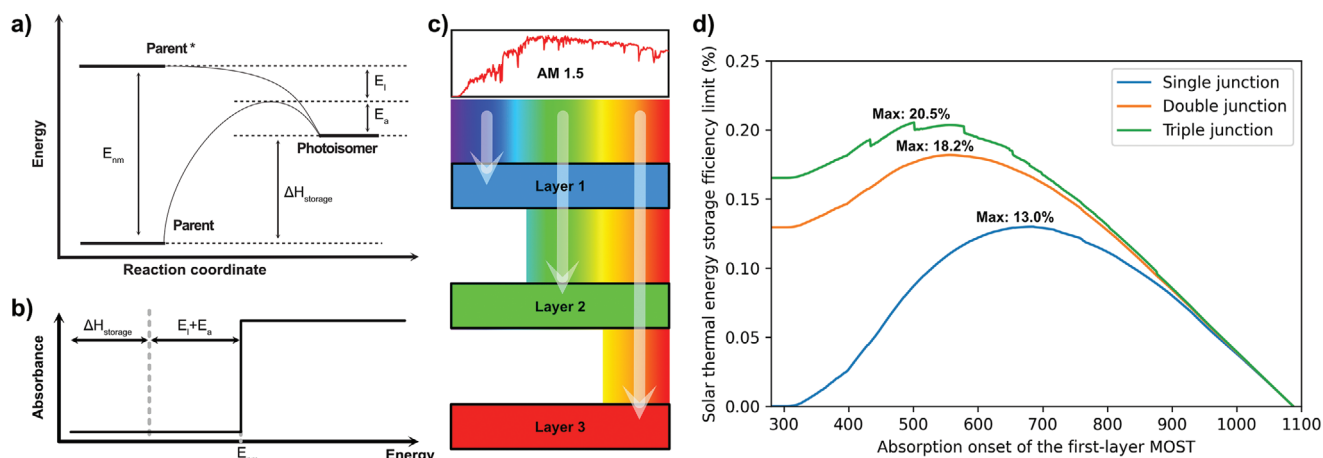 a)
Parent *
E_l
E_a
E_nm
Photoisomer
ΔH_storage
Parent
Energy
Reaction coordinate
b)
ΔH_storage
E_l+E_a
Absorbance
Energy
c)
AM 1.5
Layer 1
Layer 2
Layer 3
d)
Solar thermal energy storage fficiency limit (%)
0.20
0.15
0.10
0.05
0.00
Single junction
Double junction
Triple junction
Max: 20.5%
Max: 18.2%
Max: 13.0%
300 400 500 600 700 800 900 1000 1100
Absorption onset of the first-layer MOST